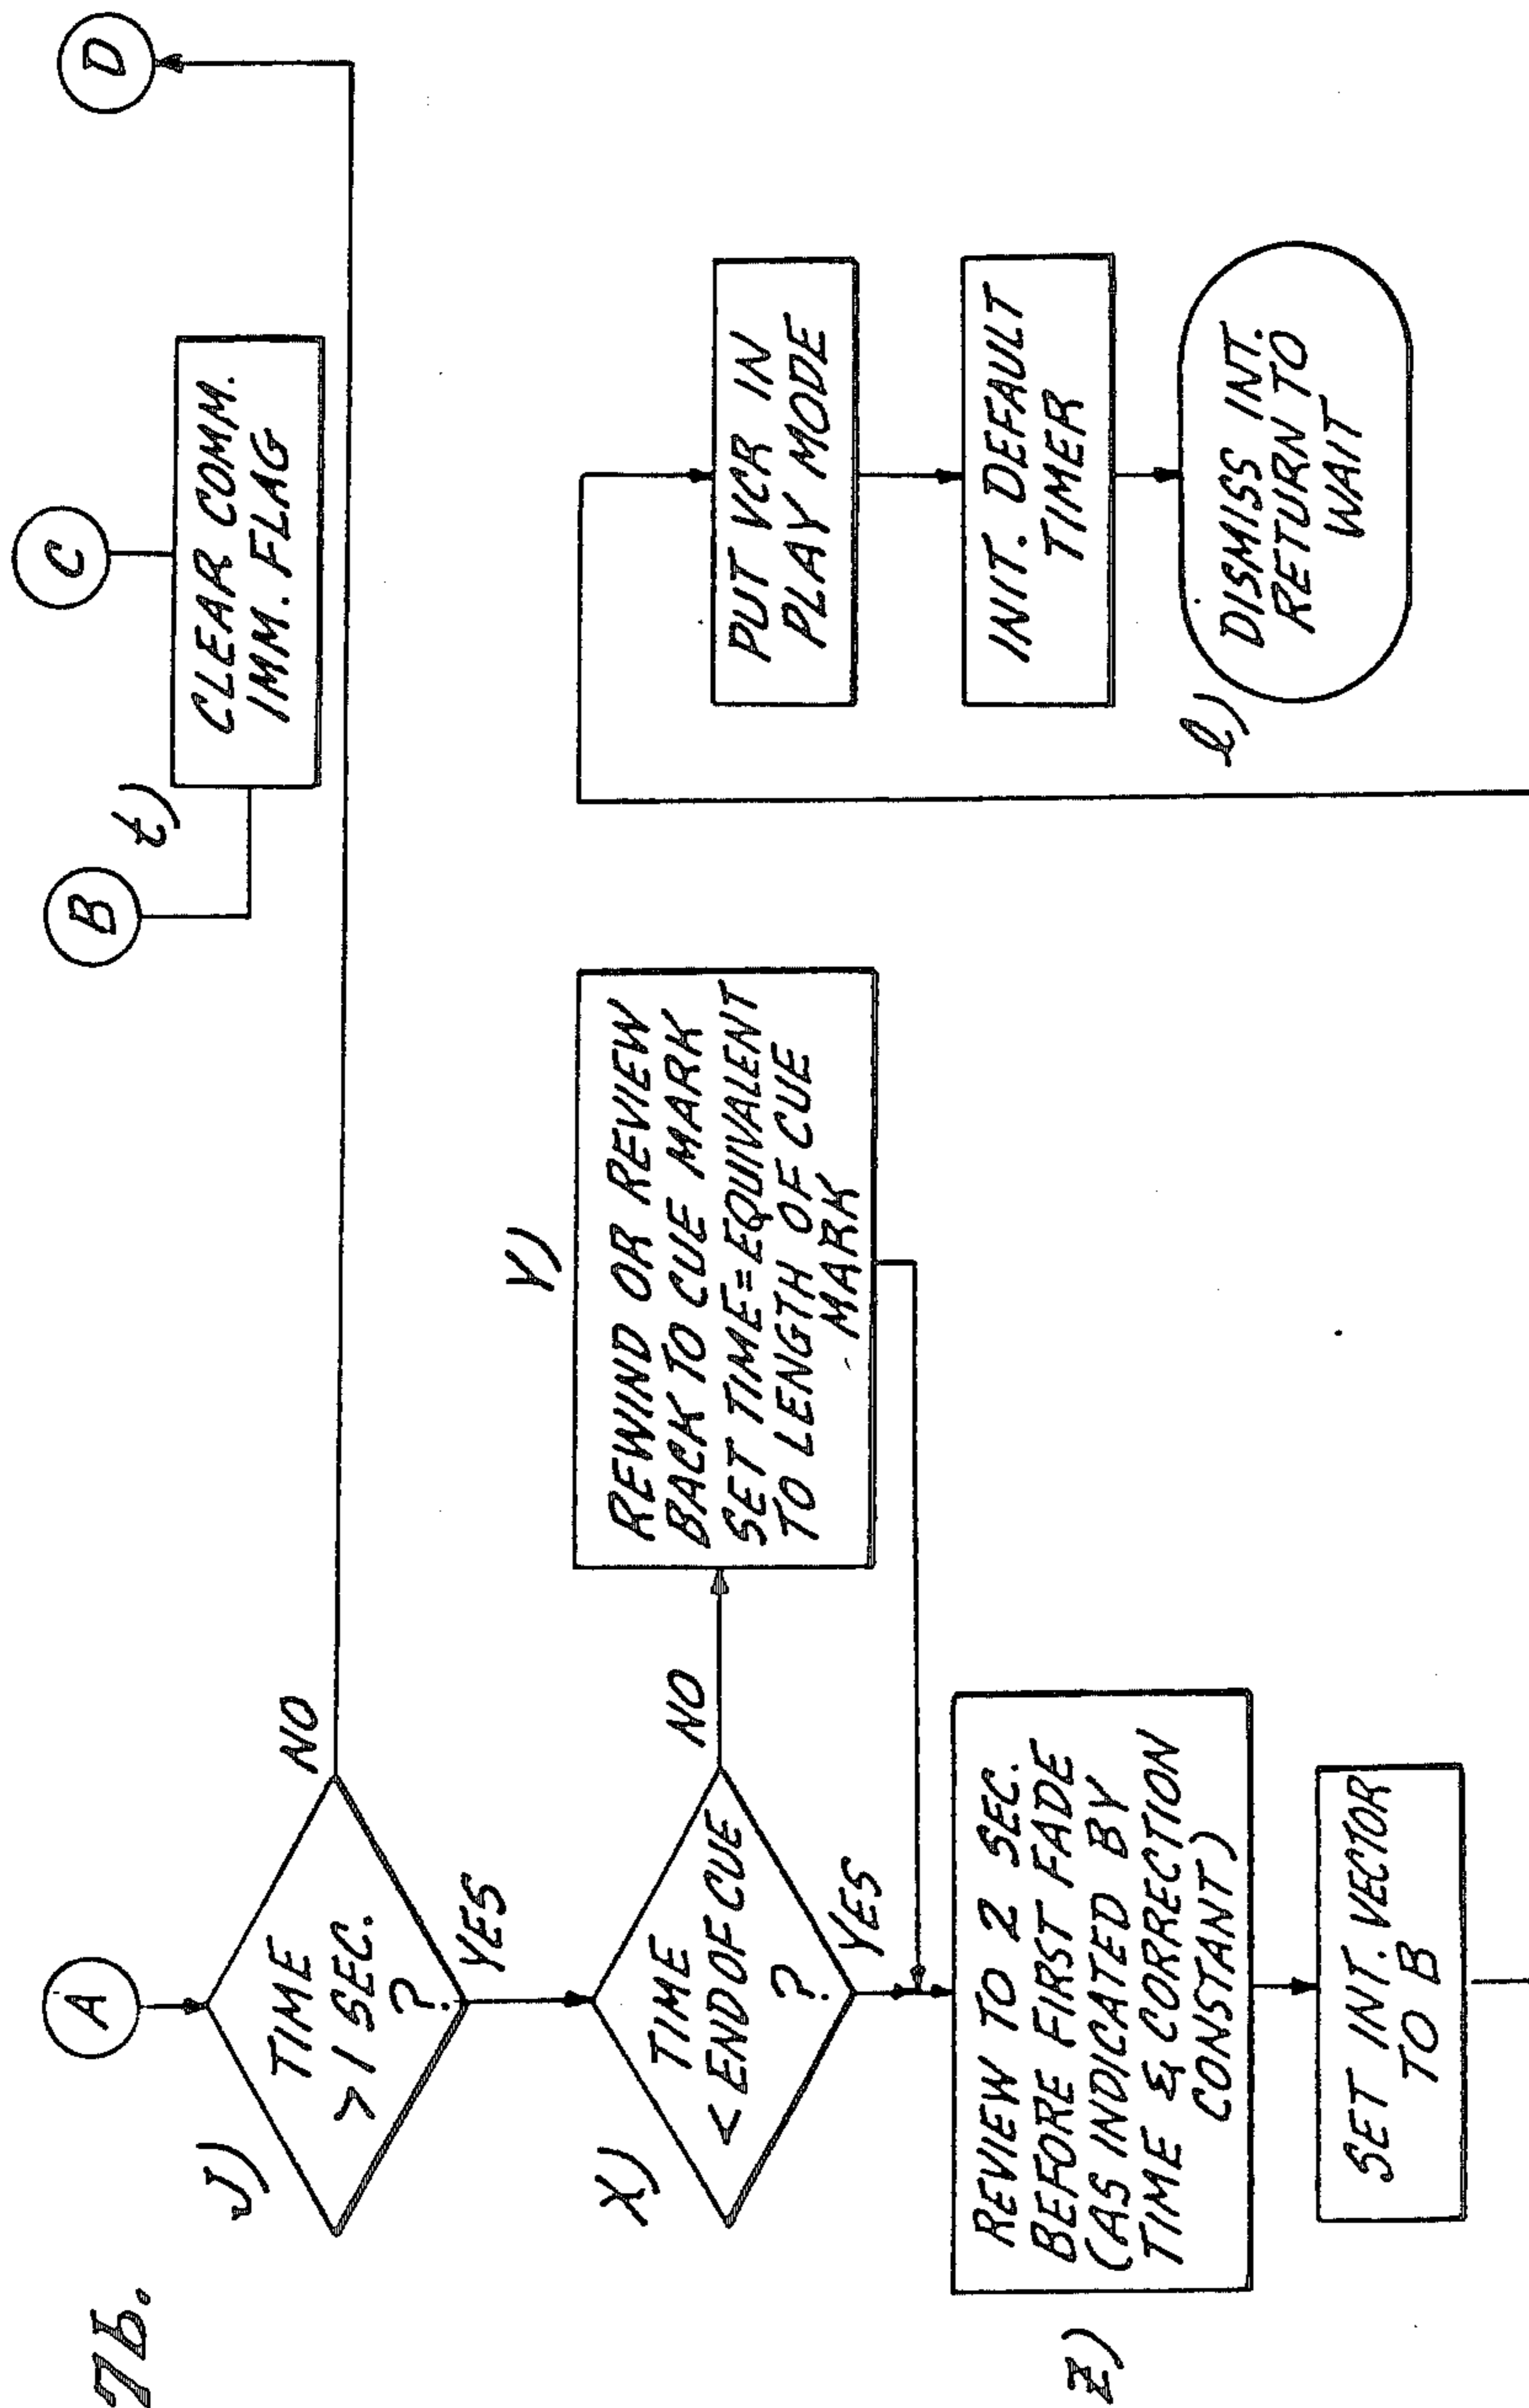 7b.
A
J)
TIME
> 1 SEC.
?
NO
YES
X)
TIME
< END OF CUE
?
NO
YES
Y)
REWIND OR REVIEW
BACK TO CUE MARK
SET TIME=EQUIVALENT
TO LENGTH OF CUE
MARK
Z)
REVIEW TO 2 SEC.
BEFORE FIRST FADE
(AS INDICATED BY
TIME & CORRECTION
CONSTANT)
SET INT. VECTOR
TO B
B
C
t)
CLEAR COMM.
IMM. FLAG
D
PUT VCR IN
PLAY MODE
INIT. DEFAULT
TIMER
l)
DISMISS INT.
RETURN TO
WAIT